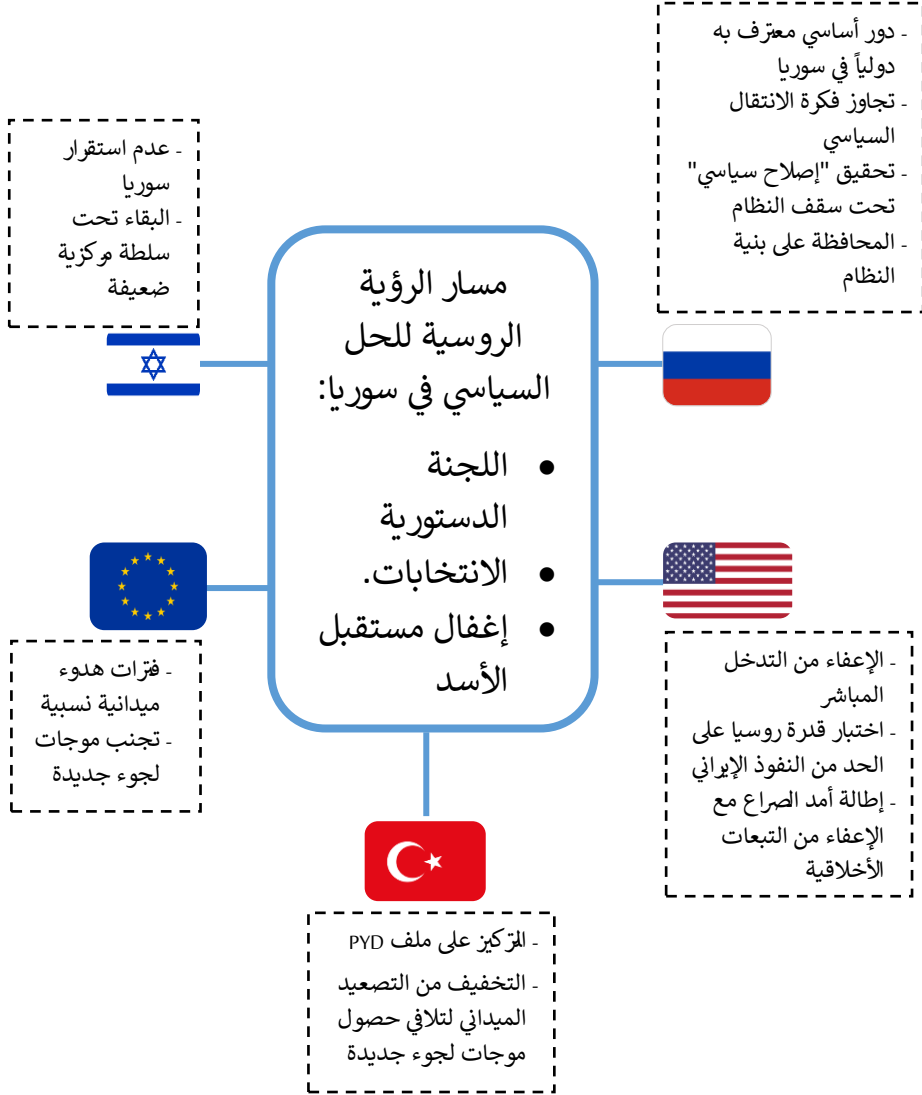 - دور أساسي معترف به
دولياً في سوريا
- تجاوز فكرة الانتقال
السياسي
- تحقيق "إصلاح سياسي"
تحت سقف النظام
- المحافظة على بنية
النظام
- عدم استقرار
سوريا
- البقاء تحت
سلطة مركزية
ضعيفة
مسار الرؤية
الروسية للحل
السياسي في سوريا:
• اللجنة
الدستورية
• الانتخابات.
• إغفال مستقبل
الأسد
- الإعفاء من التدخل
المباشر
- اختبار قدرة روسيا على
الحد من النفوذ الإيراني
- إطالة أمد الصراع مع
الإعفاء من التبعات
الأخلاقية
- فترات هدوء
ميدانية نسبية
- تجنب موجات
لجوء جديدة
- التركيز على ملف PYD
- التخفيف من التصعيد
الميداني لتلافي حصول
موجات لجوء جديدة